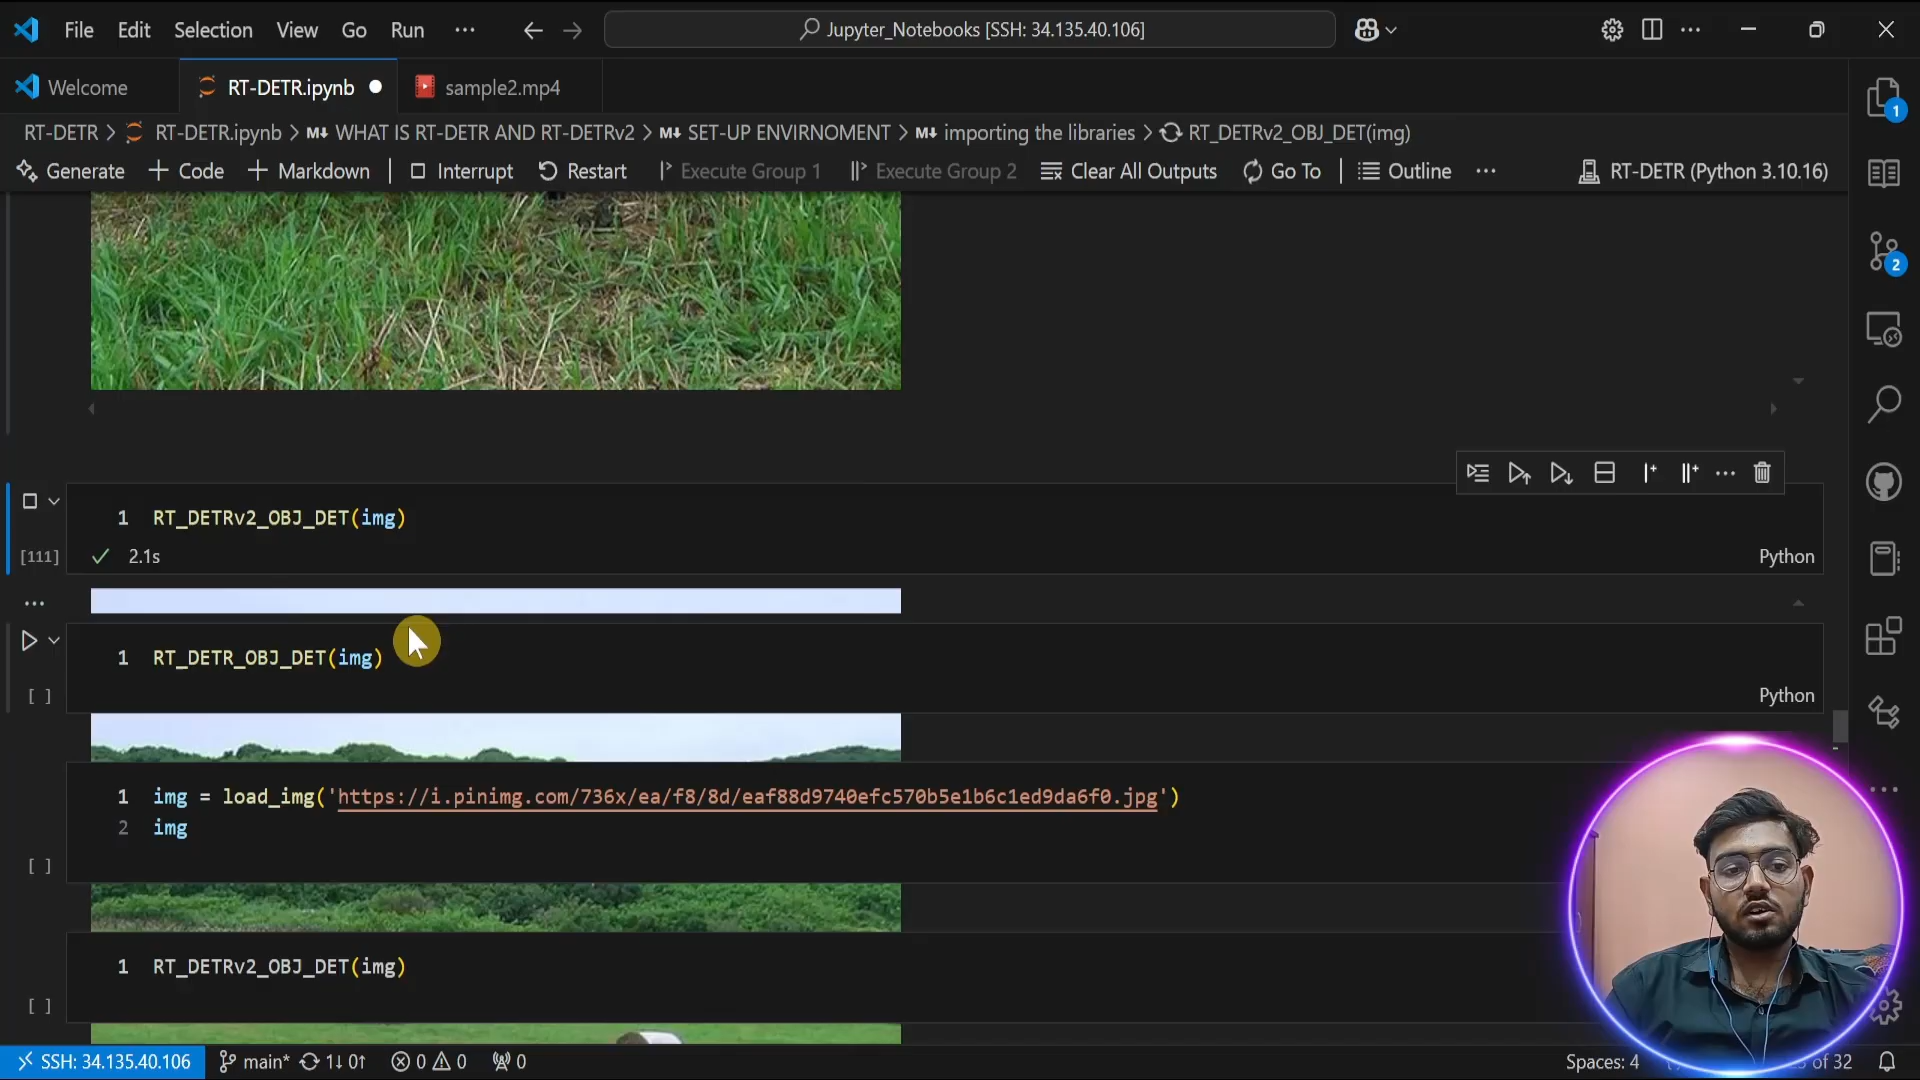 File Edit Selection View Go Run ··· Jupyter_Notebooks [SSH: 34.135.40.106]
Welcome RT-DETR.ipynb sample2.mp4
RT-DETR > RT-DETR.ipynb > M↓ WHAT IS RT-DETR AND RT-DETRv2 > M↓ SET-UP ENVIRNOMENT > M↓ importing the libraries > RT_DETRv2_OBJ_DET(img)
Generate + Code + Markdown | Interrupt Restart Execute Group 1 Execute Group 2 Clear All Outputs Go To | Outline ··· RT-DETR (Python 3.10.16)
1
2
1 RT_DETRv2_OBJ_DET(img)
[111] ✓ 2.1s Python
1 RT_DETR_OBJ_DET(img)
[ ] Python
1 img = load_img('https://i.pinimg.com/736x/ea/f8/8d/eaf88d9740efc570b5e1b6c1ed9da6f0.jpg')
2 img
[ ]
1 RT_DETRv2_OBJ_DET(img)
[ ]
SSH: 34.135.40.106 main* 1↓ 0↑ 0 0 0 Spaces: 4 of 32